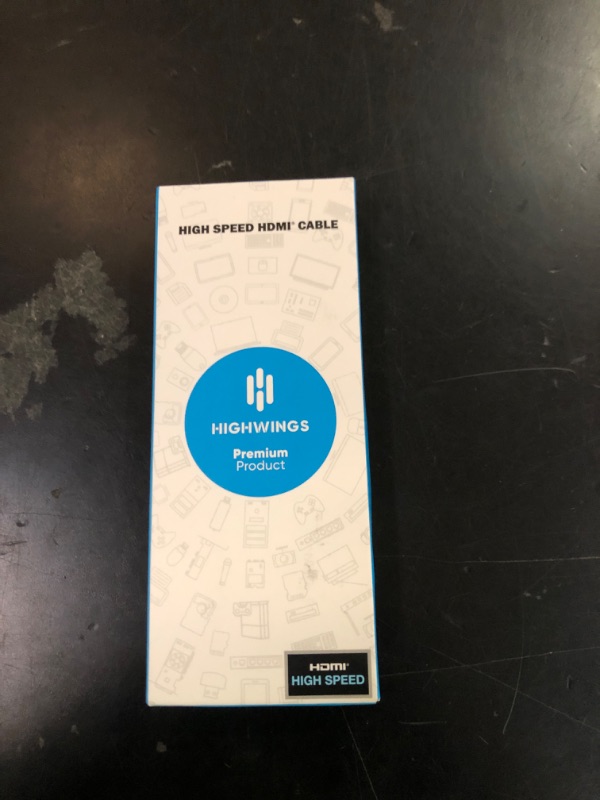 HIGH SPEED HDMI® CABLE
HIGHWINGS
Premium
Product
HDMI®
HIGH SPEED